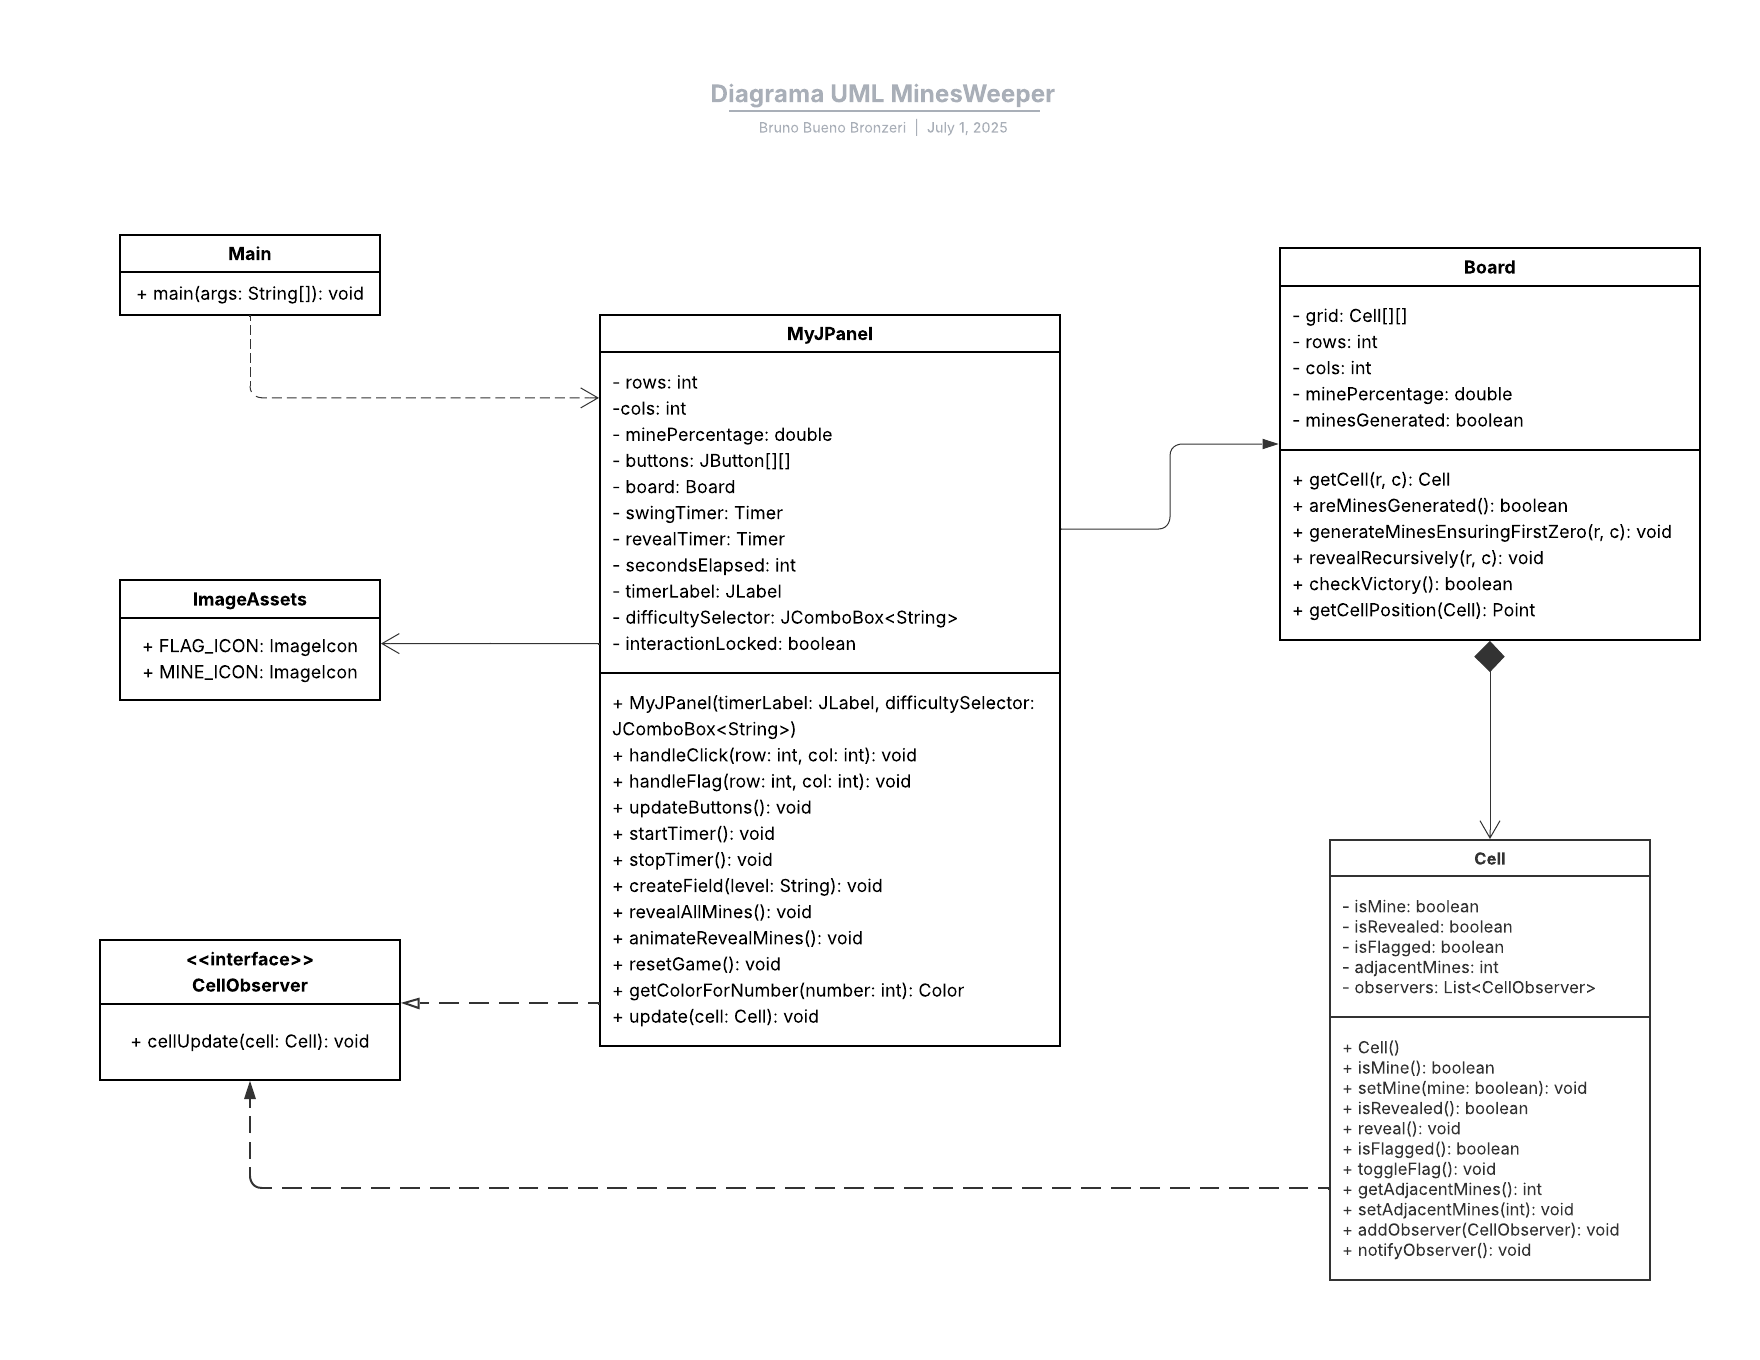 Diagrama UML MinesWeeper
Bruno Bueno Bronzeri | July 1, 2025
Main
+ main(args: String[]): void
ImageAssets
+ FLAG_ICON: ImageIcon
+ MINE_ICON: ImageIcon
<<interface>>
CellObserver
+ cellUpdate(cell: Cell): void
MyJPanel
- rows: int
-cols: int
- minePercentage: double
- buttons: JButton[][]
- board: Board
- swingTimer: Timer
- revealTimer: Timer
- secondsElapsed: int
- timerLabel: JLabel
- difficultySelector: JComboBox<String>
- interactionLocked: boolean
+ MyJPanel(timerLabel: JLabel, difficultySelector:
JComboBox<String>)
+ handleClick(row: int, col: int): void
+ handleFlag(row: int, col: int): void
+ updateButtons(): void
+ startTimer(): void
+ stopTimer(): void
+ createField(level: String): void
+ revealAllMines(): void
+ animateRevealMines(): void
+ resetGame(): void
+ getColorForNumber(number: int): Color
+ update(cell: Cell): void
Board
- grid: Cell[][]
- rows: int
- cols: int
- minePercentage: double
- minesGenerated: boolean
+ getCell(r, c): Cell
+ areMinesGenerated(): boolean
+ generateMinesEnsuringFirstZero(r, c): void
+ revealRecursively(r, c): void
+ checkVictory(): boolean
+ getCellPosition(Cell): Point
Cell
- isMine: boolean
- isRevealed: boolean
- isFlagged: boolean
- adjacentMines: int
- observers: List<CellObserver>
+ Cell()
+ isMine(): boolean
+ setMine(mine: boolean): void
+ isRevealed(): boolean
+ reveal(): void
+ isFlagged(): boolean
+ toggleFlag(): void
+ getAdjacentMines(): int
+ setAdjacentMines(int): void
+ addObserver(CellObserver): void
+ notifyObserver(): void